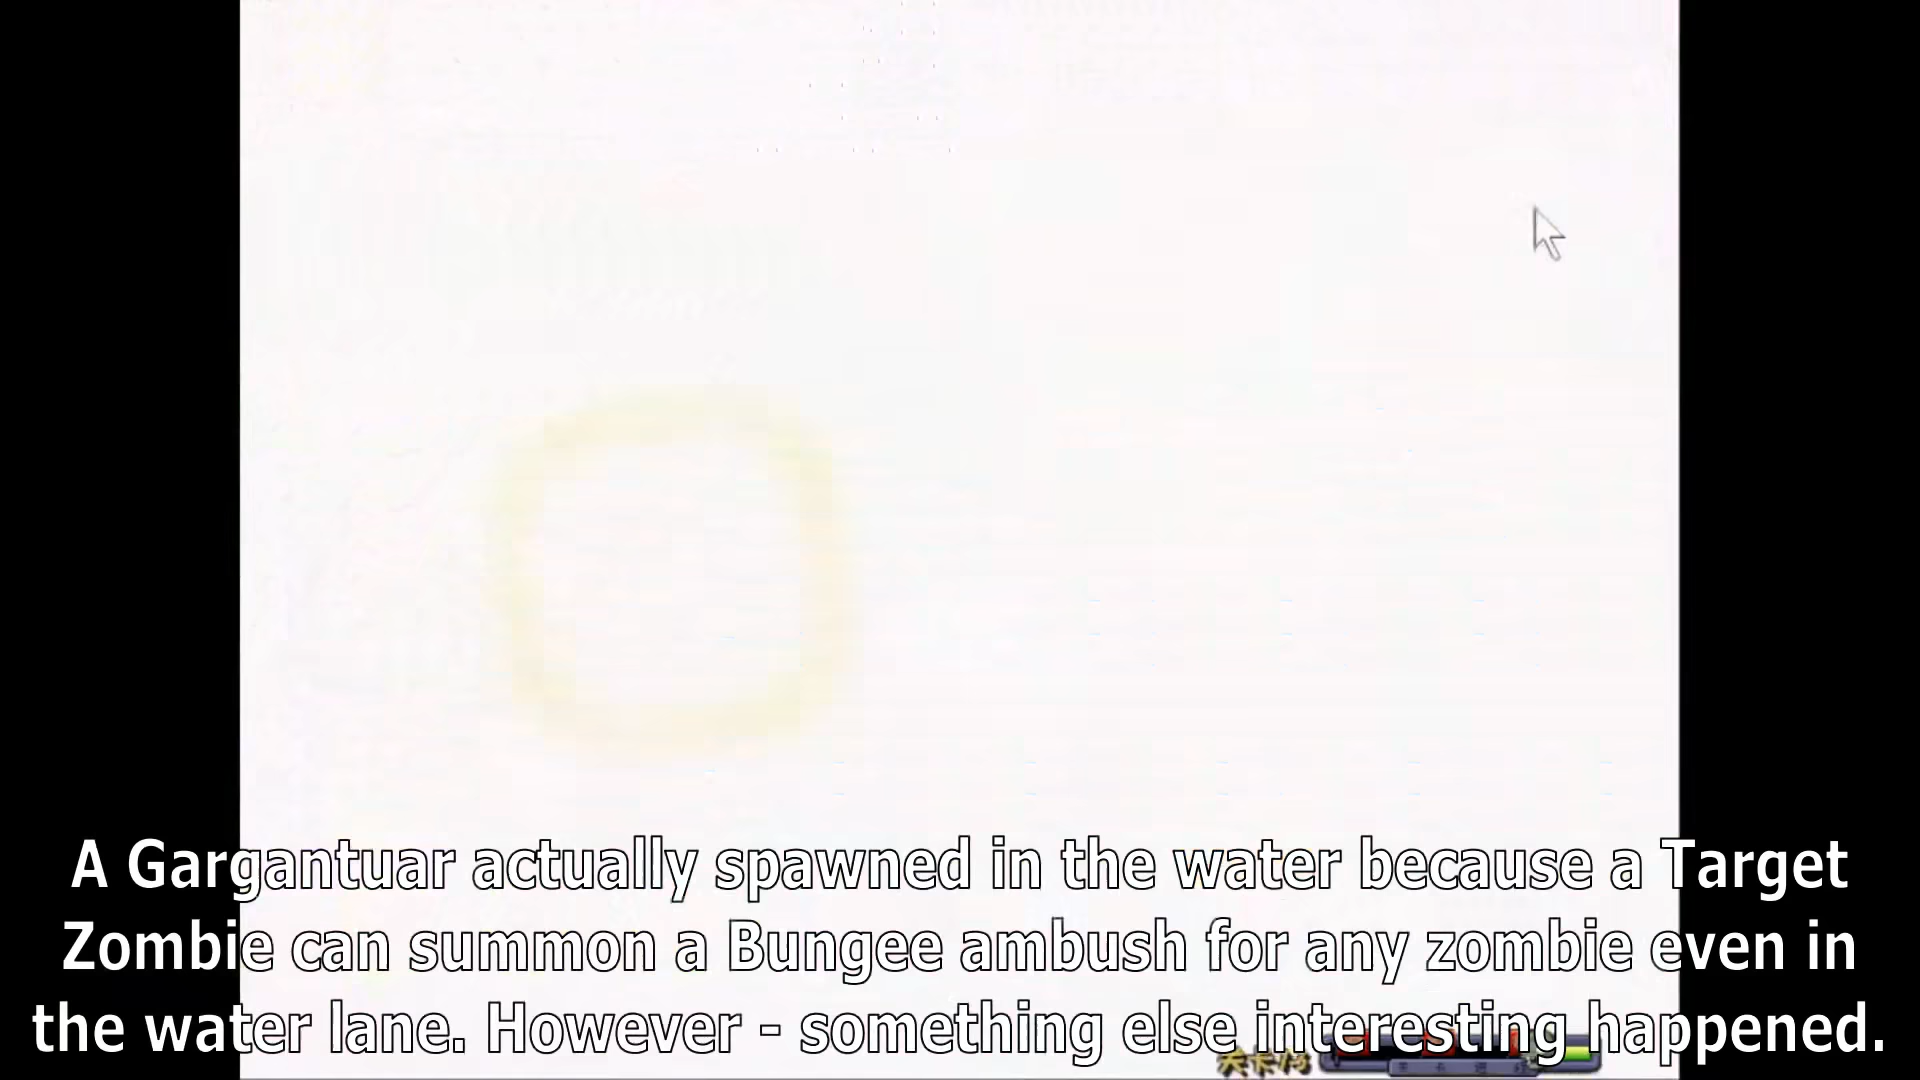 A Gargantuar actually spawned in the water because a Target
Zombie can summon a Bungee ambush for any zombie even in
the water lane. However - something else interesting happened.